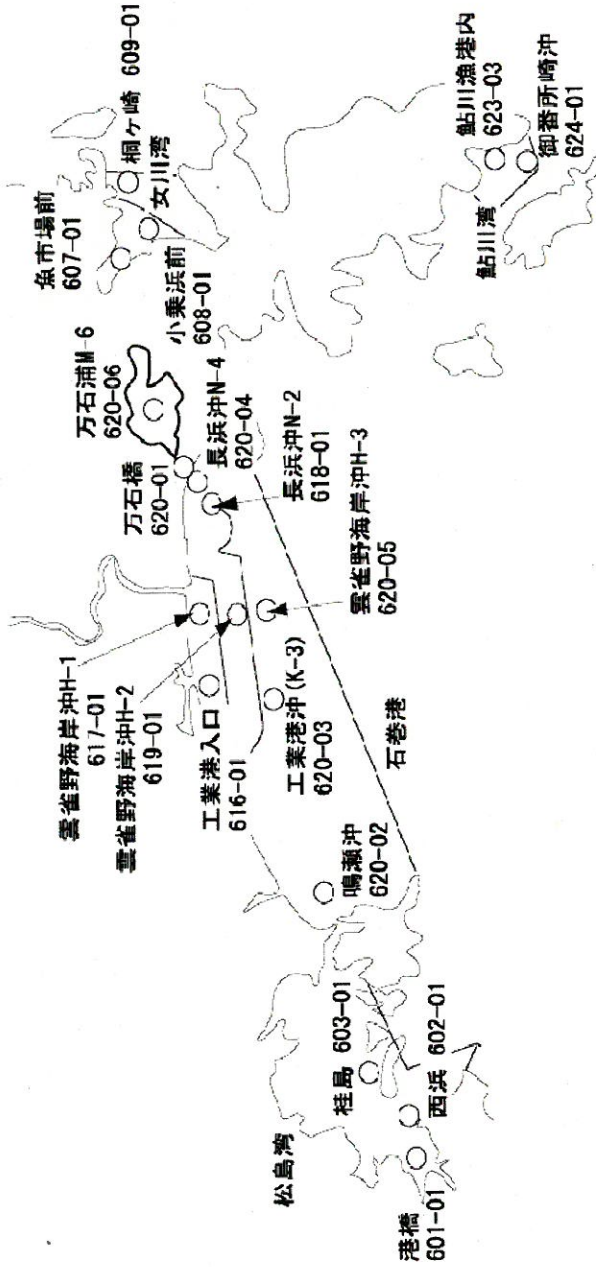 魚市場前
607-01
桐ヶ崎 609-01
女川湾
小乗浜前
608-01
万石浦M-6
620-06
万石橋
620-01
長浜沖N-4
620-04
長浜沖N-2
618-01
雲雀野海岸沖H-1
617-01
雲雀野海岸沖H-2
619-01
雲雀野海岸沖H-3
620-05
工業港入口
616-01
工業港沖(K-3)
620-03
石巻港
鳴瀬沖
620-02
松島湾
桂島 603-01
西浜 602-01
港橋
601-01
鮎川漁港内
623-03
鮎川湾
御番所崎沖
624-01